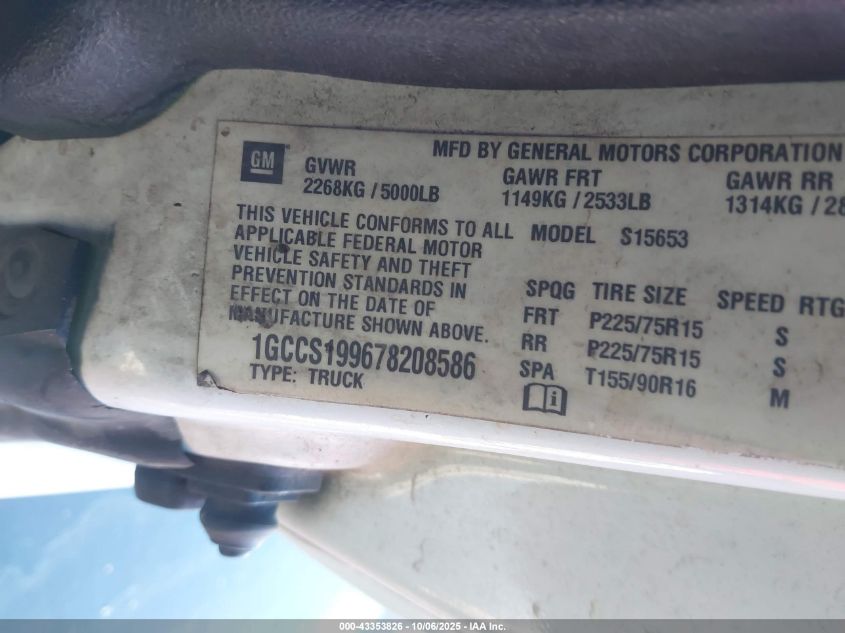 GM
MFD BY GENERAL MOTORS CORPORATION
GVWR
2268KG / 5000LB
GAWR FRT
1149KG / 2533LB
GAWR RR
1314KG / 28
THIS VEHICLE CONFORMS TO ALL
APPLICABLE FEDERAL MOTOR
VEHICLE SAFETY AND THEFT
PREVENTION STANDARDS IN
EFFECT ON THE DATE OF
MANUFACTURE SHOWN ABOVE.
1GCCS199678208586
TYPE: TRUCK
MODEL S15653
SPQG TIRE SIZE SPEED RTG
FRT P225/75R15 S
RR P225/75R15 S
SPA T155/90R16 M
000-43353826 - 10/06/2025 - IAA Inc.